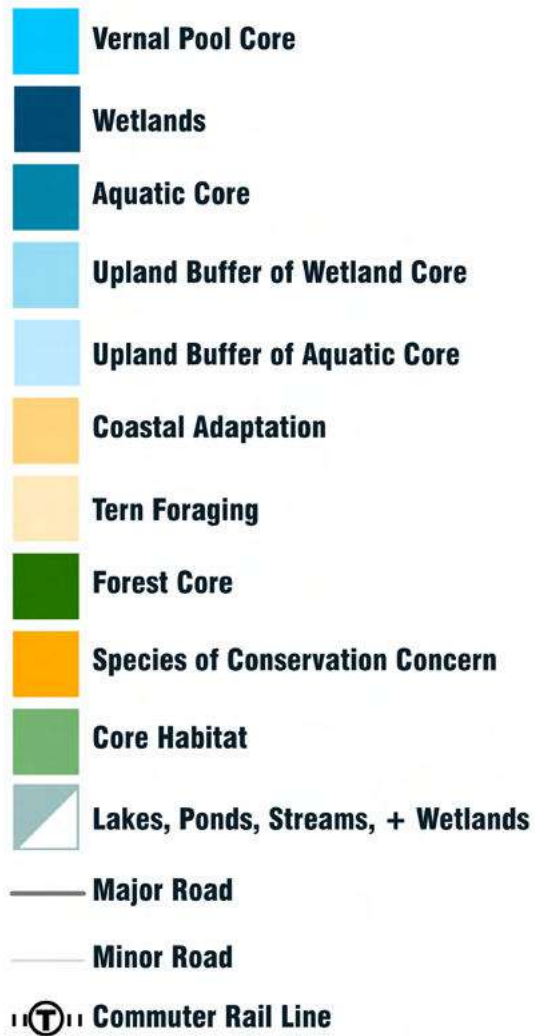 Vernal Pool Core
Wetlands
Aquatic Core
Upland Buffer of Wetland Core
Upland Buffer of Aquatic Core
Coastal Adaptation
Tern Foraging
Forest Core
Species of Conservation Concern
Core Habitat
Lakes, Ponds, Streams, + Wetlands
Major Road
Minor Road
T Commuter Rail Line